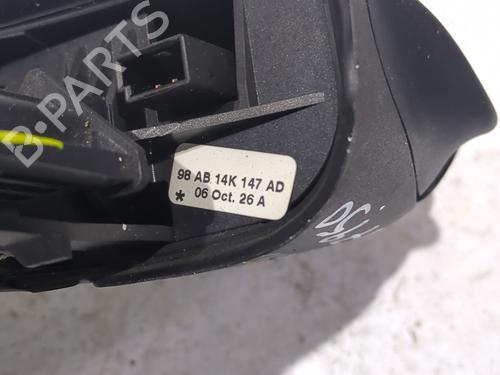 B-PARTS
98 AB 14K 147 AD
* 06 Oct. 26 A